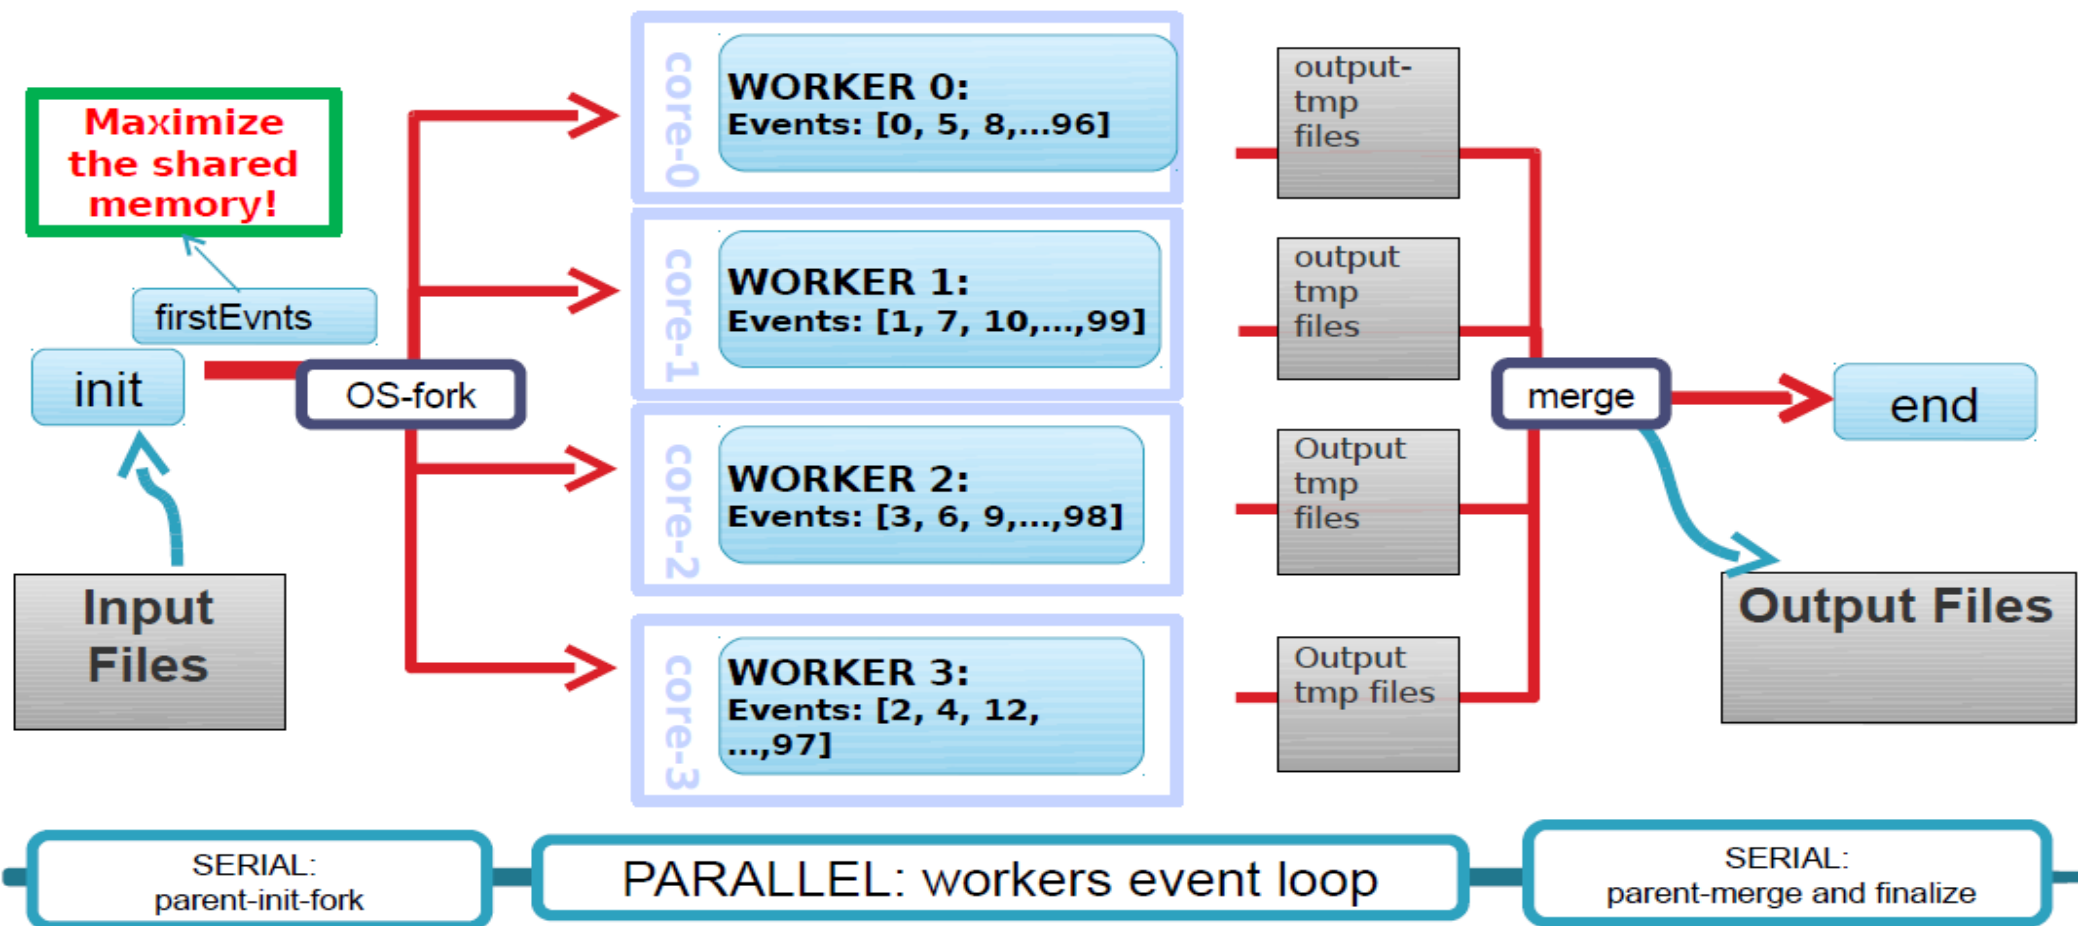 Maximize
the shared
memory!
firstEvnts
init
OS-fork
Input
Files
core-0
WORKER 0:
Events: [0, 5, 8,...96]
core-1
WORKER 1:
Events: [1, 7, 10,...,99]
core-2
WORKER 2:
Events: [3, 6, 9,...,98]
core-3
WORKER 3:
Events: [2, 4, 12,
...,97]
output-
tmp
files
output
tmp
files
Output
tmp
files
Output
tmp files
merge
end
Output Files
SERIAL:
parent-init-fork
PARALLEL: workers event loop
SERIAL:
parent-merge and finalize